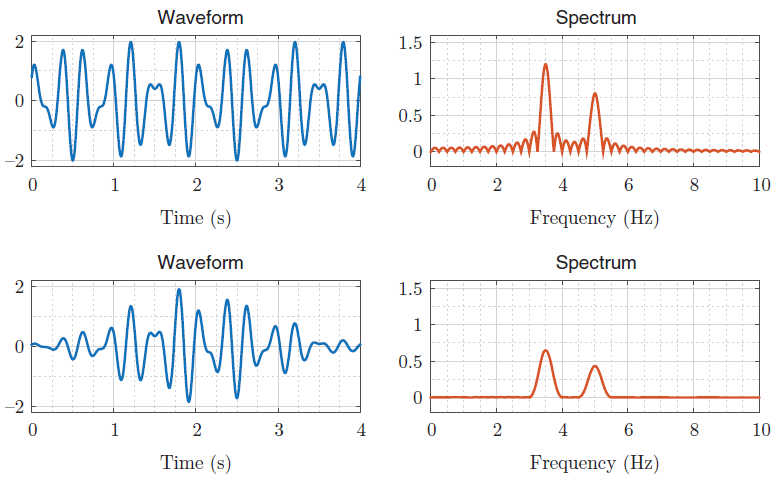 Waveform
Spectrum
2
0
−2
0 1 2 3 4
Time (s)
1.5
1
0.5
0
0 2 4 6 8 10
Frequency (Hz)
Waveform
Spectrum
2
0
−2
0 1 2 3 4
Time (s)
1.5
1
0.5
0
0 2 4 6 8 10
Frequency (Hz)